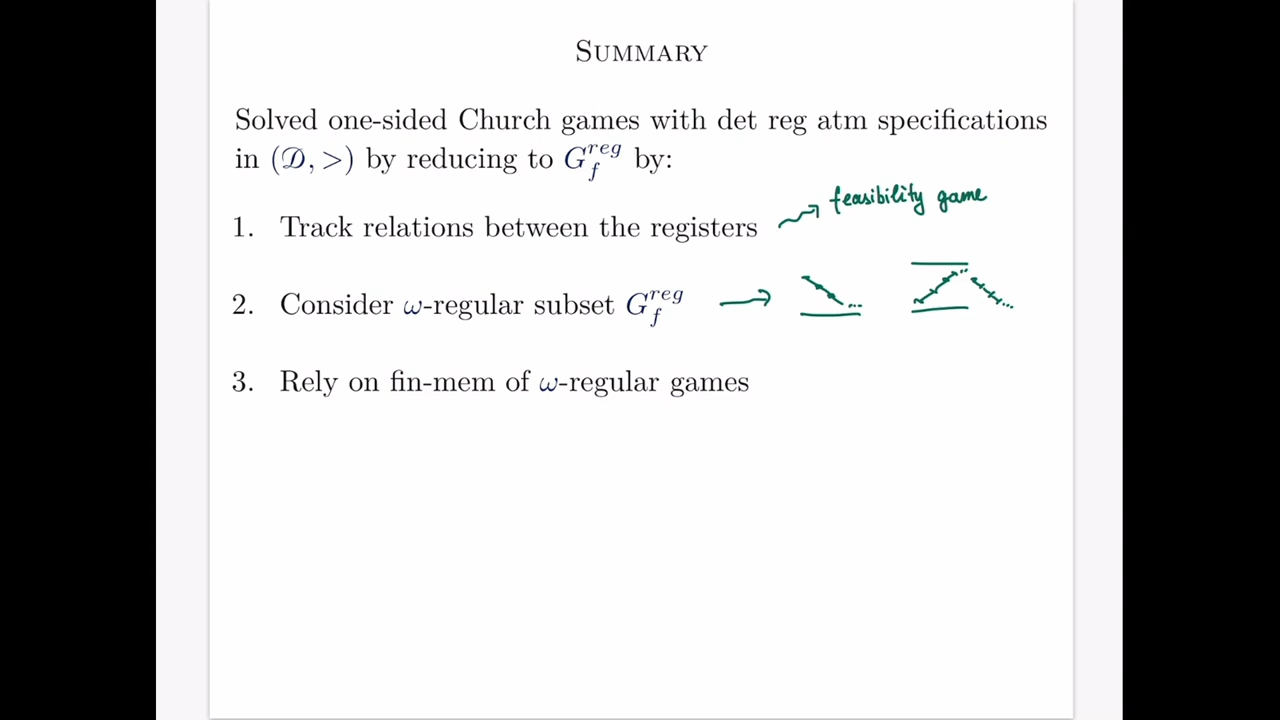 SUMMARY
Solved one-sided Church games with det reg atm specifications
in (𝒟, >) by reducing to G_f^{reg} by:
1. Track relations between the registers
feasibility game
2. Consider ω-regular subset G_f^{reg}
3. Rely on fin-mem of ω-regular games